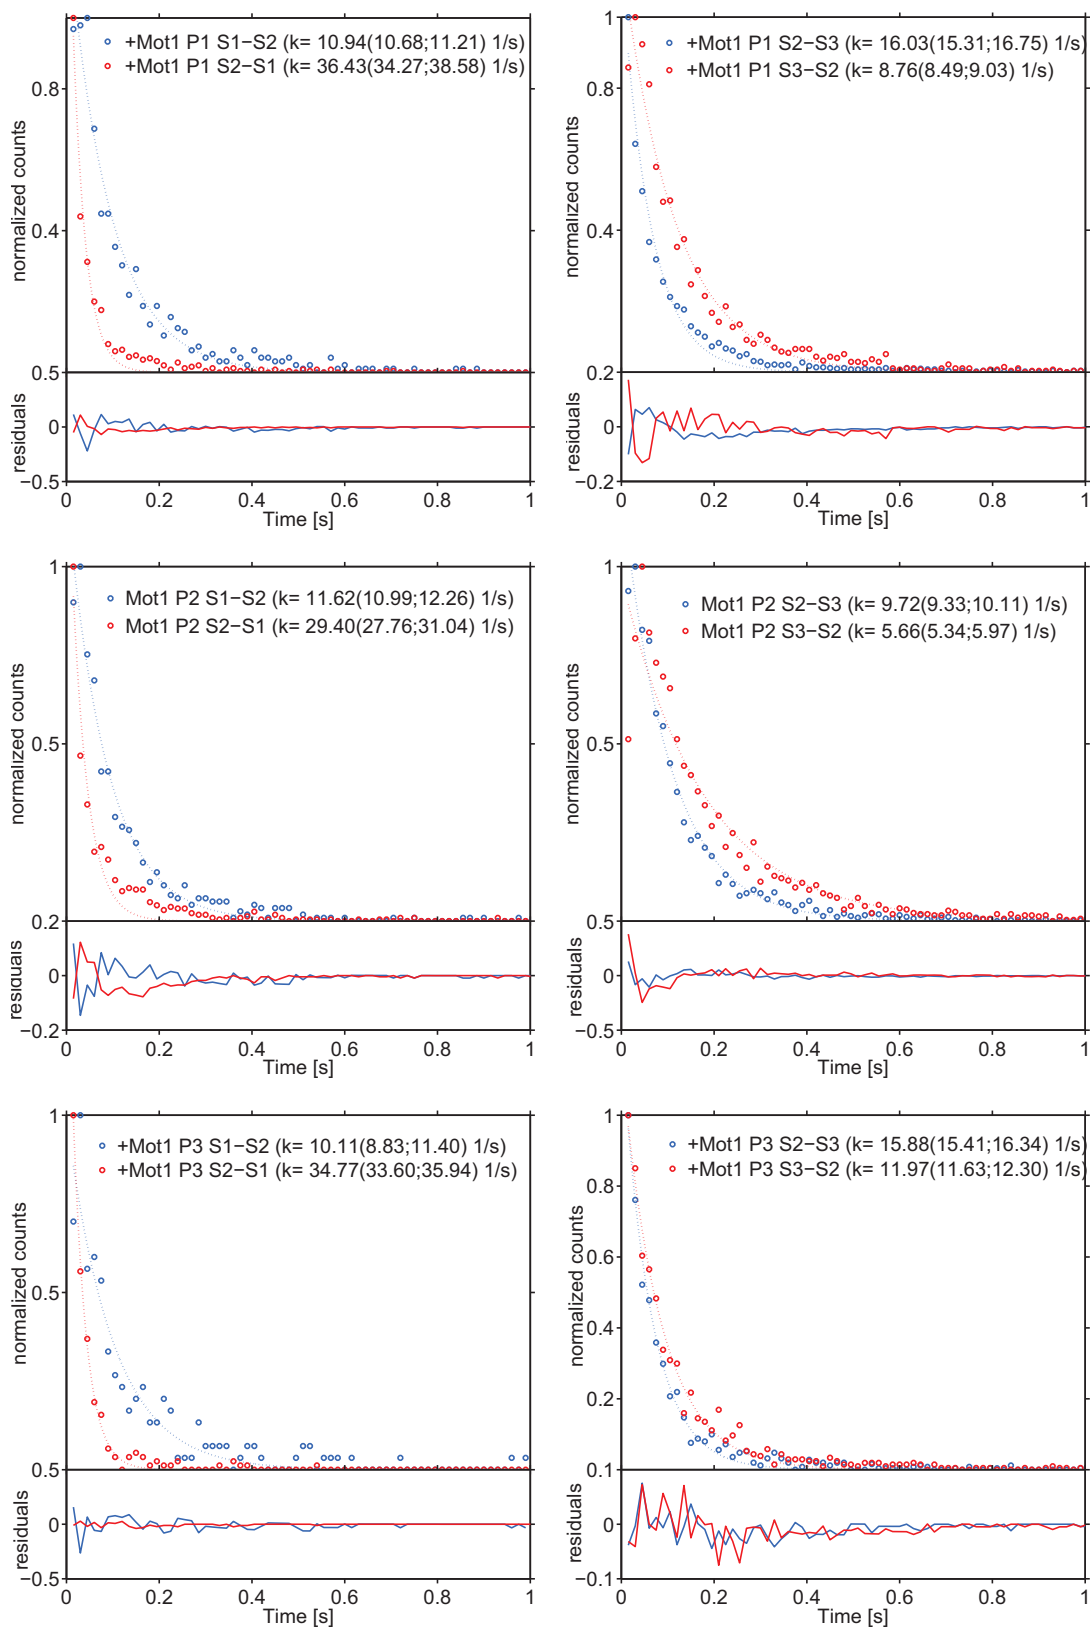 +Mot1 P1 S1−S2 (k= 10.94(10.68;11.21) 1/s)
+Mot1 P1 S2−S1 (k= 36.43(34.27;38.58) 1/s)
0.8
0.4
0.5
0
−0.5
normalized counts
residuals
0 0.2 0.4 0.6 0.8 1
Time [s]
1
+Mot1 P1 S2−S3 (k= 16.03(15.31;16.75) 1/s)
+Mot1 P1 S3−S2 (k= 8.76(8.49;9.03) 1/s)
0.8
0.4
0.2
0
−0.2
normalized counts
residuals
0 0.2 0.4 0.6 0.8 1
Time [s]
1
Mot1 P2 S1−S2 (k= 11.62(10.99;12.26) 1/s)
Mot1 P2 S2−S1 (k= 29.40(27.76;31.04) 1/s)
0.5
0.2
0
−0.2
normalized counts
residuals
0 0.2 0.4 0.6 0.8 1
Time [s]
1
Mot1 P2 S2−S3 (k= 9.72(9.33;10.11) 1/s)
Mot1 P2 S3−S2 (k= 5.66(5.34;5.97) 1/s)
0.5
0.5
0
−0.5
normalized counts
residuals
0 0.2 0.4 0.6 0.8 1
Time [s]
1
+Mot1 P3 S1−S2 (k= 10.11(8.83;11.40) 1/s)
+Mot1 P3 S2−S1 (k= 34.77(33.60;35.94) 1/s)
0.5
0.5
0
−0.5
normalized counts
residuals
0 0.2 0.4 0.6 0.8 1
Time [s]
1
+Mot1 P3 S2−S3 (k= 15.88(15.41;16.34) 1/s)
+Mot1 P3 S3−S2 (k= 11.97(11.63;12.30) 1/s)
0.8
0.6
0.4
0.2
0.1
0
−0.1
normalized counts
residuals
0 0.2 0.4 0.6 0.8 1
Time [s]